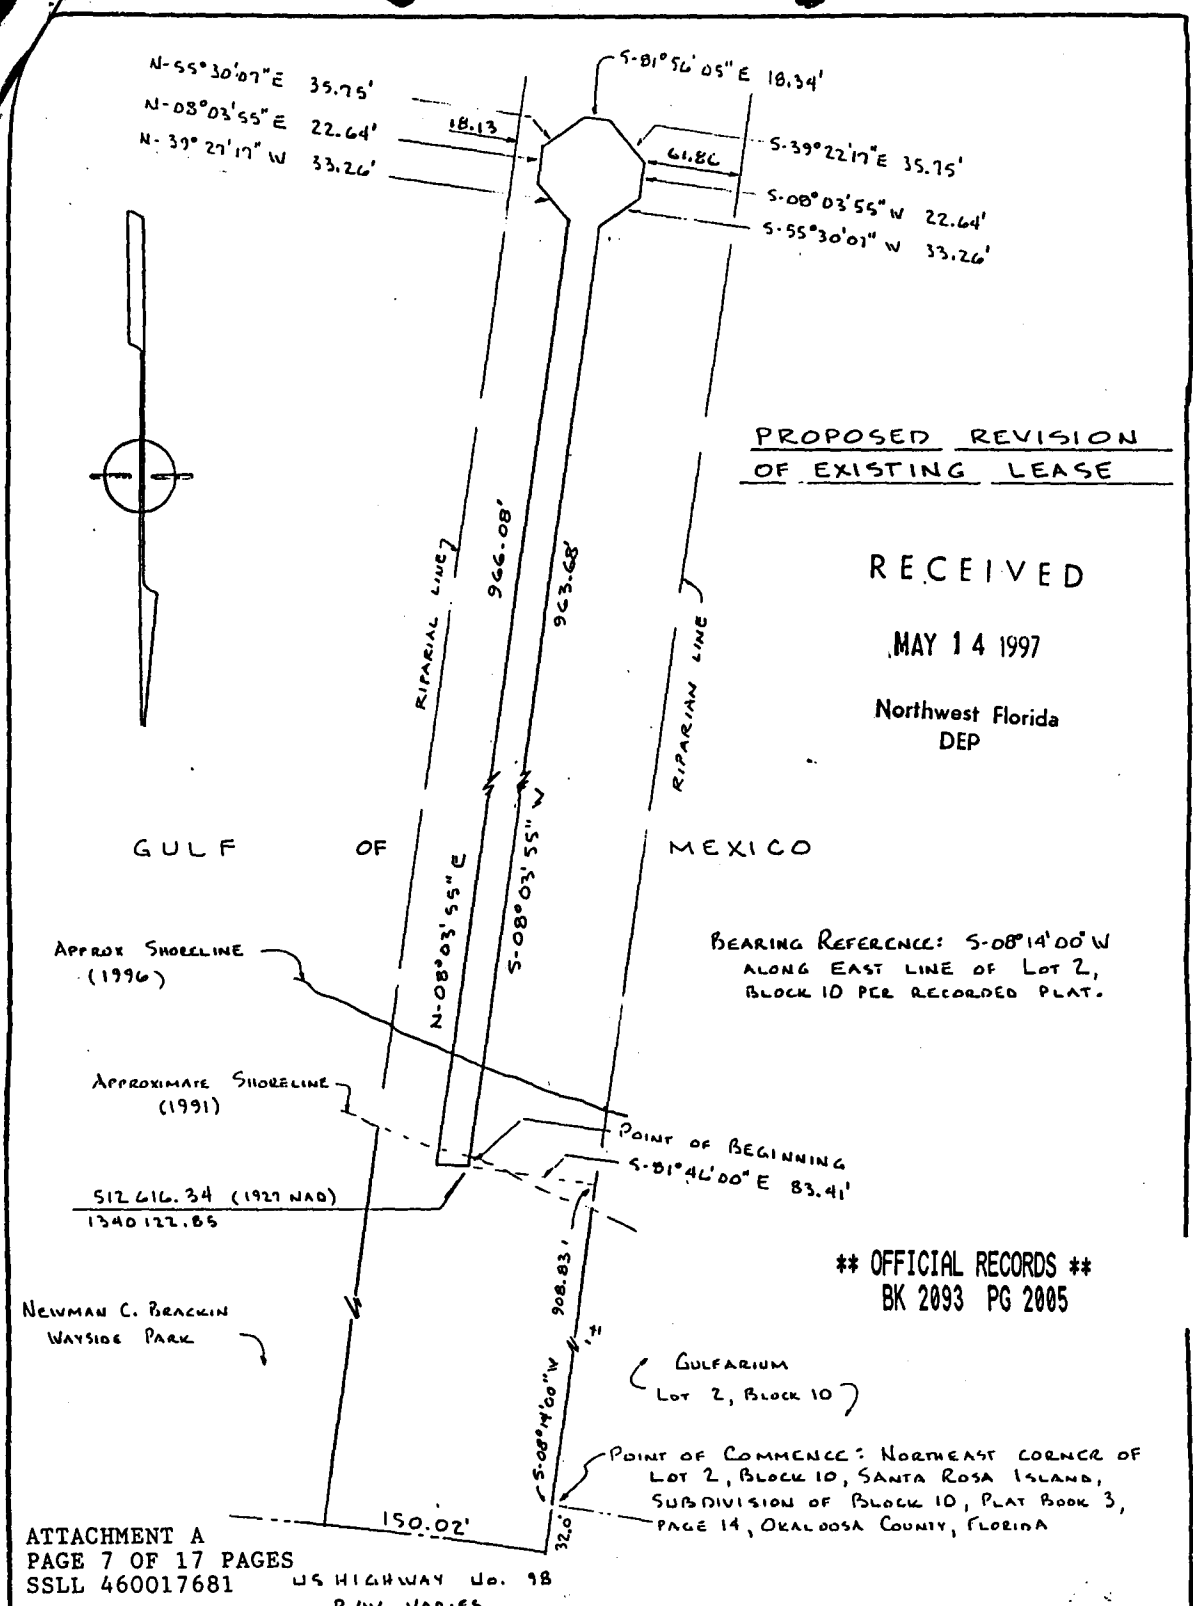 S-81°56'05" E 18.34'
N-55°30'07" E 35.75'
N-08°03'55" E 22.64'
N-39°27'17" W 33.26'
18.13
61.86
S-39°22'17" E 35.75'
S-08°03'55" W 22.64'
S-55°30'07" W 33.26'
PROPOSED REVISION
OF EXISTING LEASE
RECEIVED
MAY 14 1997
Northwest Florida
DEP
966.08'
963.68'
RIPARIAL LINE
RIPARIAN LINE
GULF OF MEXICO
N-08°03'55" E
S-08°03'55" W
APPROX SHORELINE
(1996)
BEARING REFERENCE: S-08°14'00" W
ALONG EAST LINE OF LOT 2,
BLOCK 10 PER RECORDED PLAT.
APPROXIMATE SHORELINE
(1991)
POINT OF BEGINNING
S-81°46'00" E 83.41'
512 616.34 (1927 NAD)
1340 122.85
908.83'
** OFFICIAL RECORDS **
BK 2093 PG 2005
NEWMAN C. BRACKIN
WAYSIDE PARK
GULFARIUM
LOT 2, BLOCK 10
S-08°14'00" W
POINT OF COMMENCE: NORTHEAST CORNER OF
LOT 2, BLOCK 10, SANTA ROSA ISLAND,
SUBDIVISION OF BLOCK 10, PLAT BOOK 3,
PAGE 14, OKALOOSA COUNTY, FLORIDA
150.02'
32.0'
ATTACHMENT A
PAGE 7 OF 17 PAGES
SSLL 460017681
US HIGHWAY No. 98
R/W VARIES